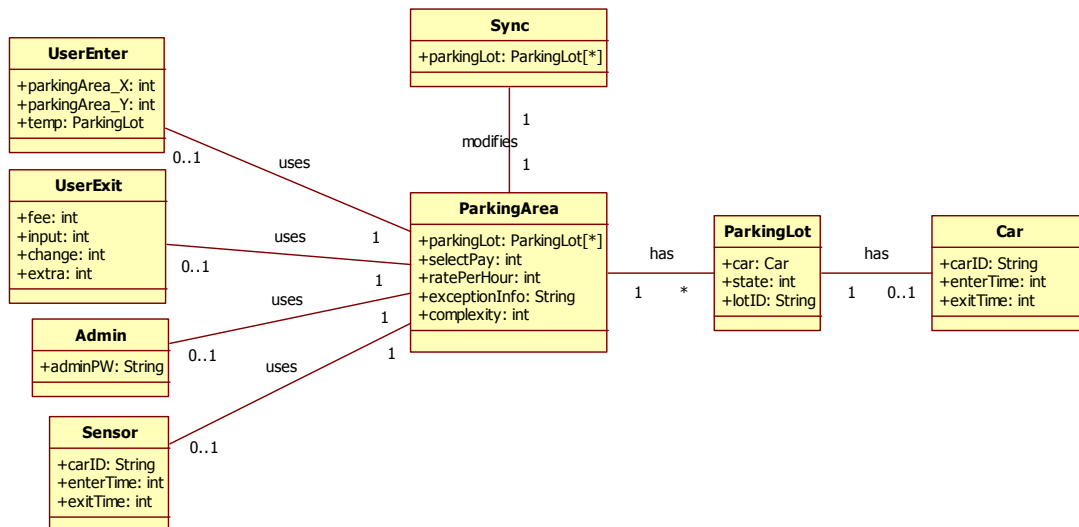 Sync
+parkingLot: ParkingLot[*]
UserEnter
+parkingArea_X: int
+parkingArea_Y: int
+temp: ParkingLot
1
modifies
1
0..1
uses
1
UserExit
+fee: int
+input: int
+change: int
+extra: int
uses
0..1
1
ParkingArea
+parkingLot: ParkingLot[*]
+selectPay: int
+ratePerHour: int
+exceptionInfo: String
+complexity: int
has
1
*
ParkingLot
+car: Car
+state: int
+lotID: String
has
1
0..1
Car
+carID: String
+enterTime: int
+exitTime: int
Admin
+adminPW: String
uses
0..1
1
Sensor
+carID: String
+enterTime: int
+exitTime: int
uses
0..1
1